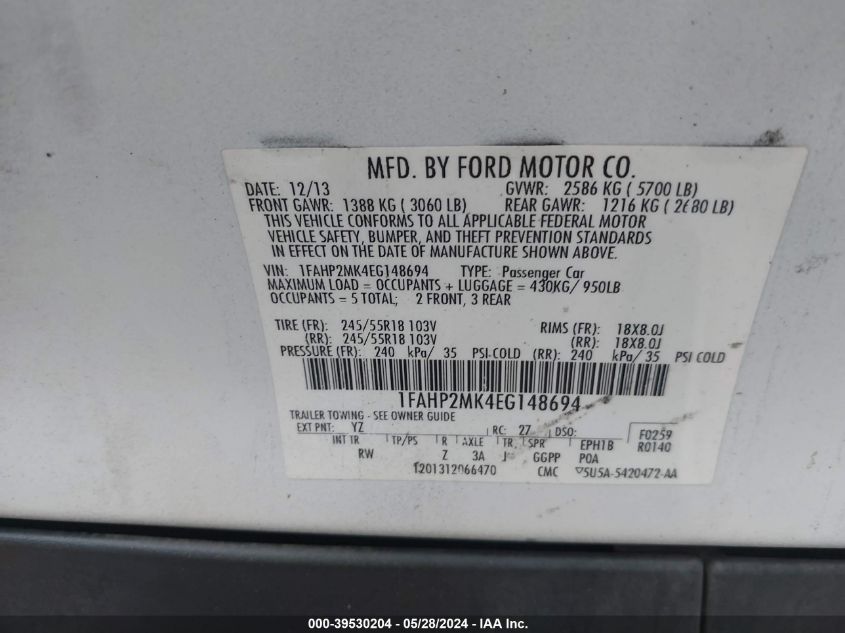 MFD. BY FORD MOTOR CO.
DATE: 12/13 GVWR: 2586 KG ( 5700 LB)
FRONT GAWR: 1388 KG ( 3060 LB) REAR GAWR: 1216 KG ( 2680 LB)
THIS VEHICLE CONFORMS TO ALL APPLICABLE FEDERAL MOTOR
VEHICLE SAFETY, BUMPER, AND THEFT PREVENTION STANDARDS
IN EFFECT ON THE DATE OF MANUFACTURE SHOWN ABOVE.
VIN: 1FAHP2MK4EG148694 TYPE: Passenger Car
MAXIMUM LOAD = OCCUPANTS + LUGGAGE = 430KG/ 950LB
OCCUPANTS = 5 TOTAL; 2 FRONT, 3 REAR
TIRE (FR): 245/55R18 103V RIMS (FR): 18X8.0J
(RR): 245/55R18 103V (RR): 18X8.0J
PRESSURE (FR): 240 kPa/ 35 PSI-COLD (RR): 240 kPa/ 35 PSI COLD
1FAHP2MK4EG148694
TRAILER TOWING - SEE OWNER GUIDE
EXT PNT: YZ RC: 27 DSO: F0259
INT TR TP/PS R AXLE TR SPR EPH18 R0140
RW Z 3A J GGPP P0A
T201312066470 CMC 5U5A-5420472-AA
000-39530204 - 05/28/2024 - IAA Inc.